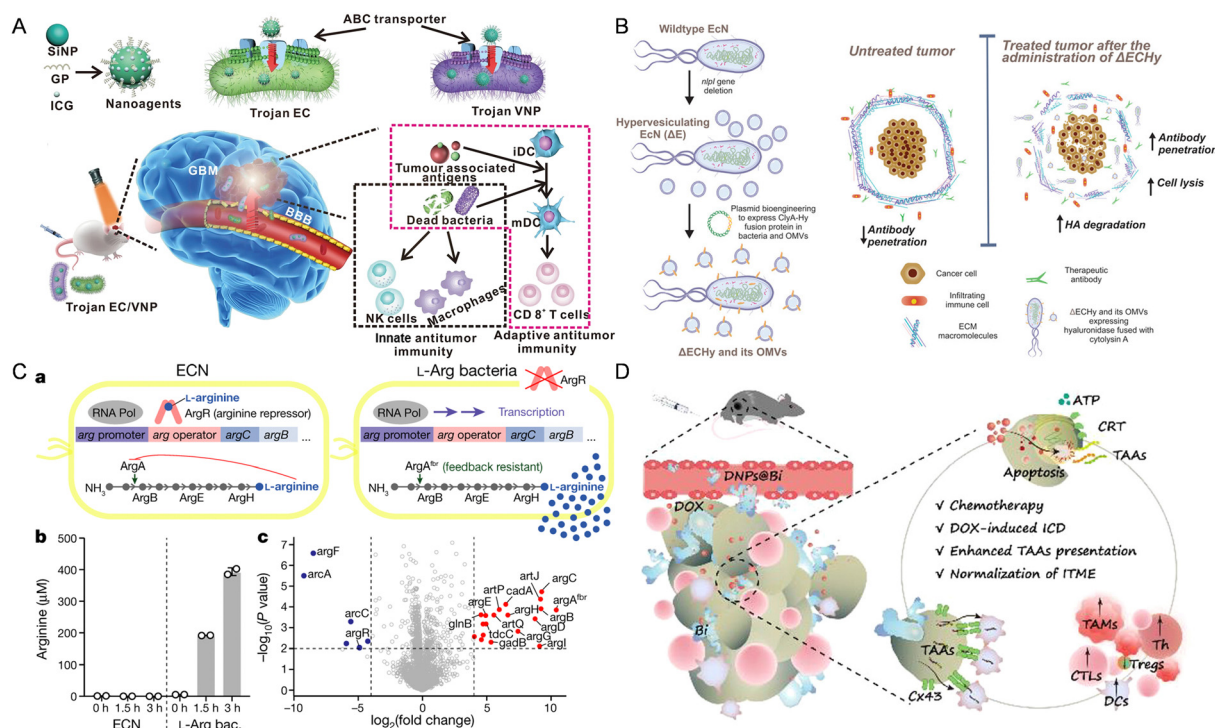 A
SiNP
GP
ICG
Nanoagents
ABC transporter
Trojan EC
Trojan VNP
GBM
BBB
Trojan EC/VNP
Tumour associated
antigens
Dead bacteria
iDC
mDC
NK cells
Macrophages
CD 8+ T cells
Innate antitumor
immunity
Adaptive antitumor
immunity
B
Wildtype EcN
nlpI gene
deletion
Hypervesiculating
EcN (ΔE)
Plasmid bioengineering
to express ClyA-Hy
fusion protein in
bacteria and OMVs
ΔECHy and its OMVs
Untreated tumor
Treated tumor after the
administration of ΔECHy
Antibody
penetration
Antibody
penetration
Cell lysis
HA degradation
Cancer cell
Infiltrating
immune cell
ECM
macromolecules
Therapeutic
antibody
ΔECHy and its OMVs
expressing
hyaluronidase fused with
cytolysin A
C
a
ECN
RNA Pol
L-arginine
ArgR (arginine repressor)
arg promoter arg operator argC argB ...
ArgA
NH3 ArgB ArgE ArgH L-arginine
L-Arg bacteria
ArgR
RNA Pol Transcription
arg promoter arg operator argC argB ...
ArgAfbr (feedback resistant)
NH3 ArgB ArgE ArgH L-arginine
b
Arginine (µM)
500
400
300
200
100
0
0 h 1.5 h 3 h 0 h 1.5 h 3 h
ECN L-Arg bac.
c
−log10(P value)
7
6
5
4
3
2
1
0
−10 −5 0 5 10
log2(fold change)
argF
arcA
arcC
argR
argE
glnB
artP
cadA
artJ
argC
argAfbr
argH
argB
artQ
argD
tdcC
argG
gadB
argI
D
DNPs@Bi
DOX
Bi
ATP
CRT
TAAs
Apoptosis
√ Chemotherapy
√ DOX-induced ICD
√ Enhanced TAAs presentation
√ Normalization of ITME
TAAs
Cx43
TAMs
Th
Tregs
CTLs
DCs